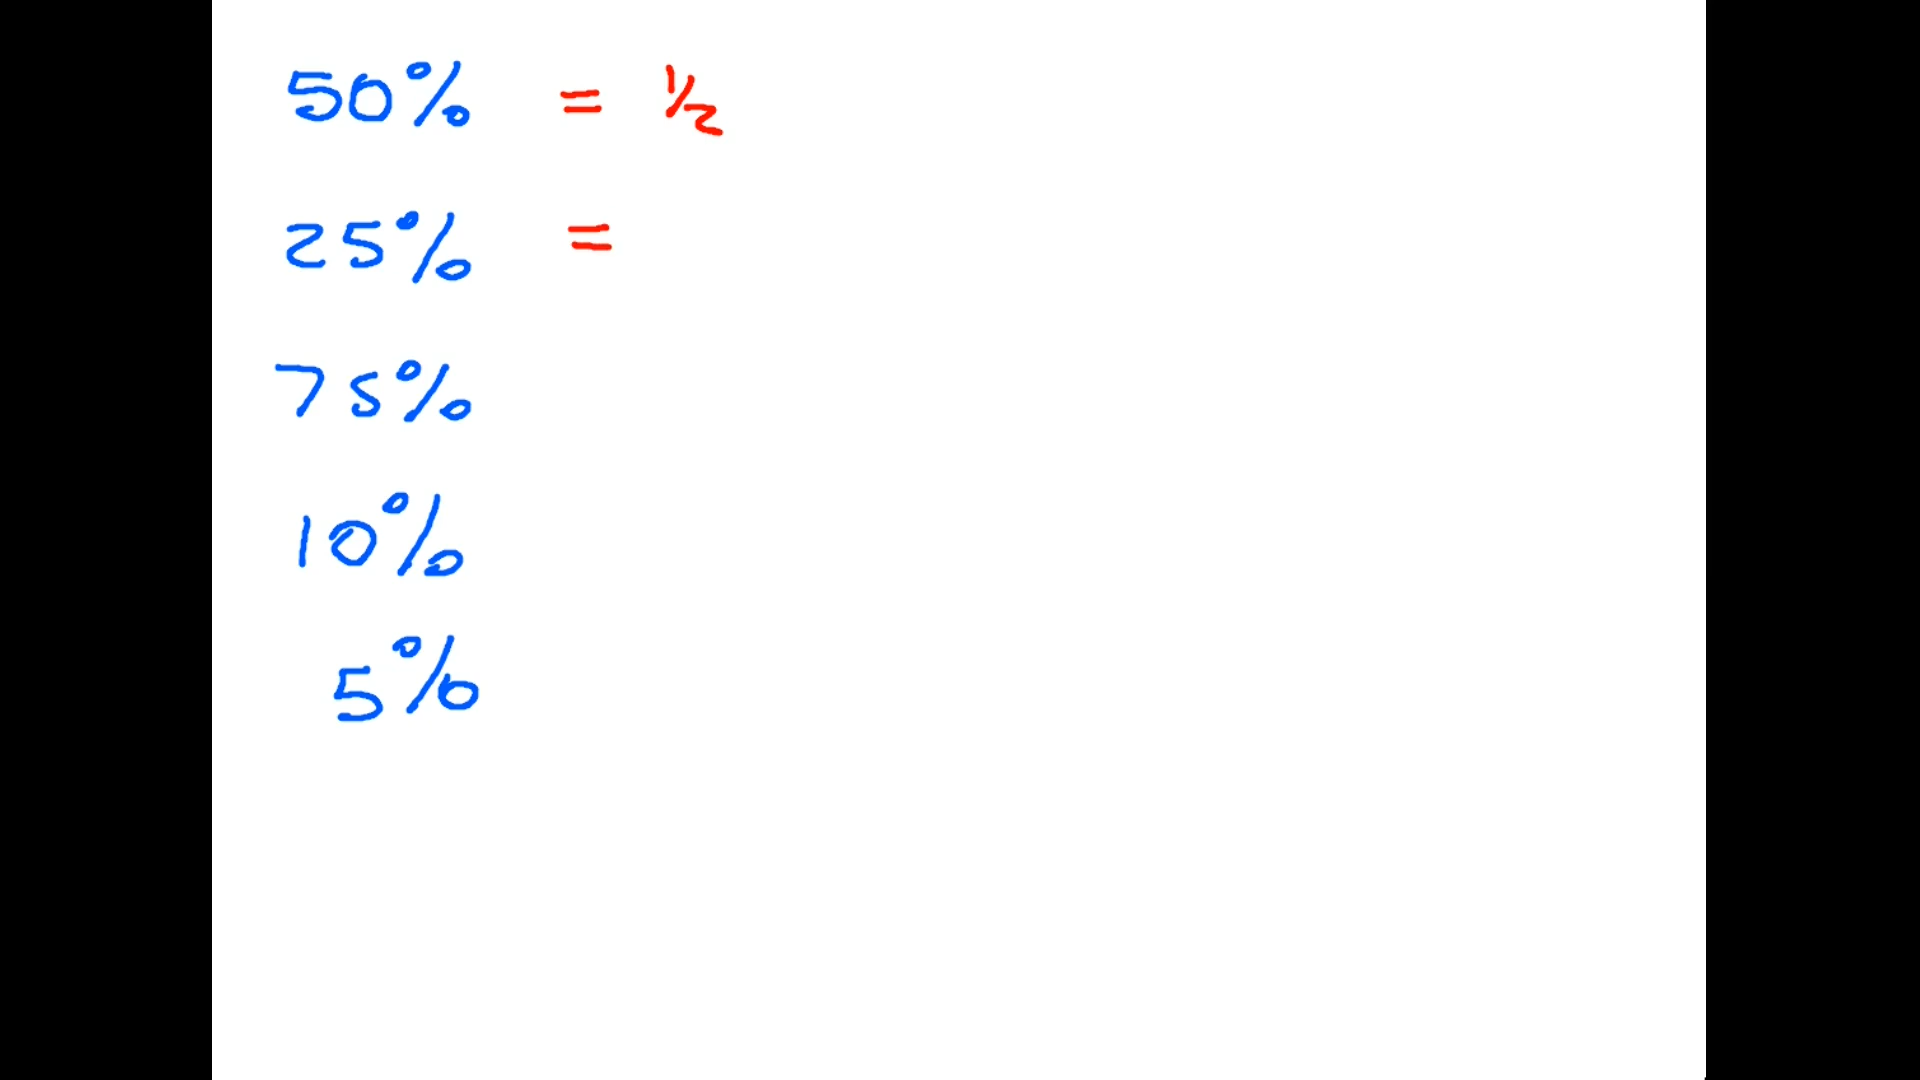 50% = 1/2
25% =
75%
10%
5%